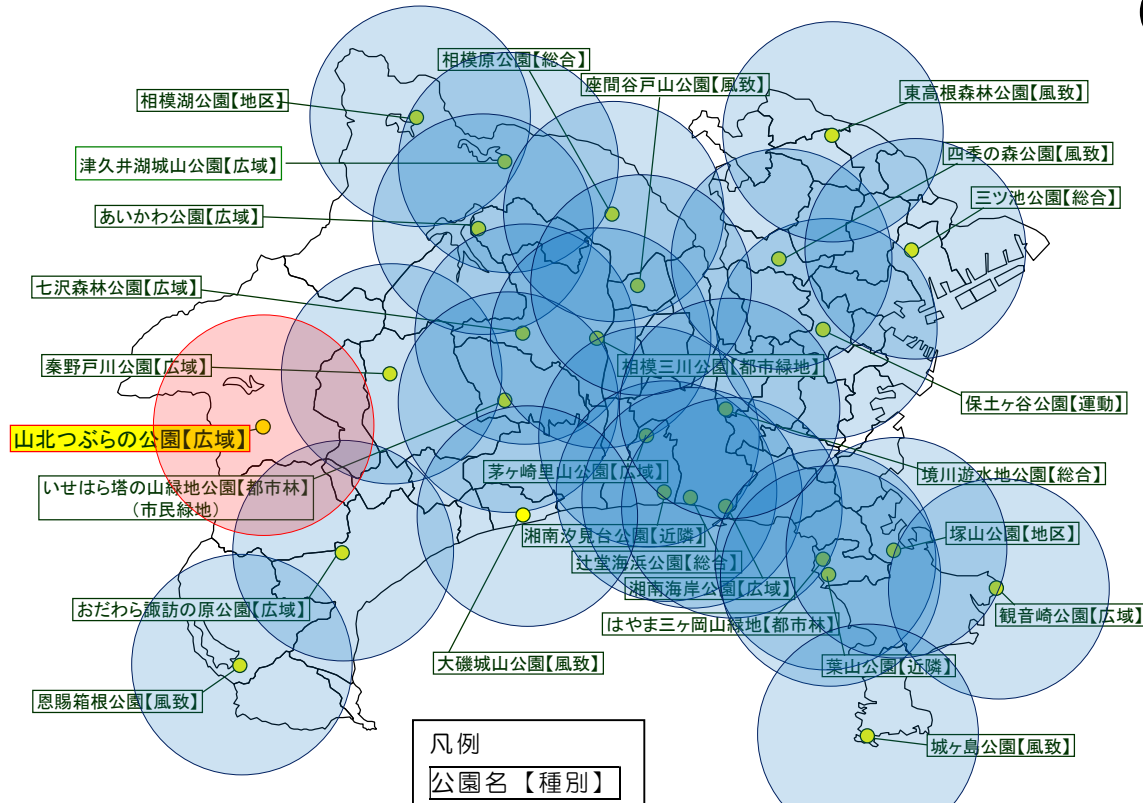 相模原公園【総合】
座間谷戸山公園【風致】
相模湖公園【地区】
東高根森林公園【風致】
津久井湖城山公園【広域】
四季の森公園【風致】
三ツ池公園【総合】
あいかわ公園【広域】
七沢森林公園【広域】
秦野戸川公園【広域】
相模三川公園【都市緑地】
保土ヶ谷公園【運動】
山北つぶらの公園【広域】
茅ヶ崎里山公園【広域】
境川遊水地公園【総合】
いせはら塔の山緑地公園【都市林】
（市民緑地）
湘南汐見台公園【近隣】
塚山公園【地区】
辻堂海浜公園【総合】
湘南海岸公園【広域】
おだわら諏訪の原公園【広域】
観音崎公園【広域】
はやま三ヶ岡山緑地【都市林】
大磯城山公園【風致】
葉山公園【近隣】
恩賜箱根公園【風致】
城ヶ島公園【風致】
凡例
公園名【種別】